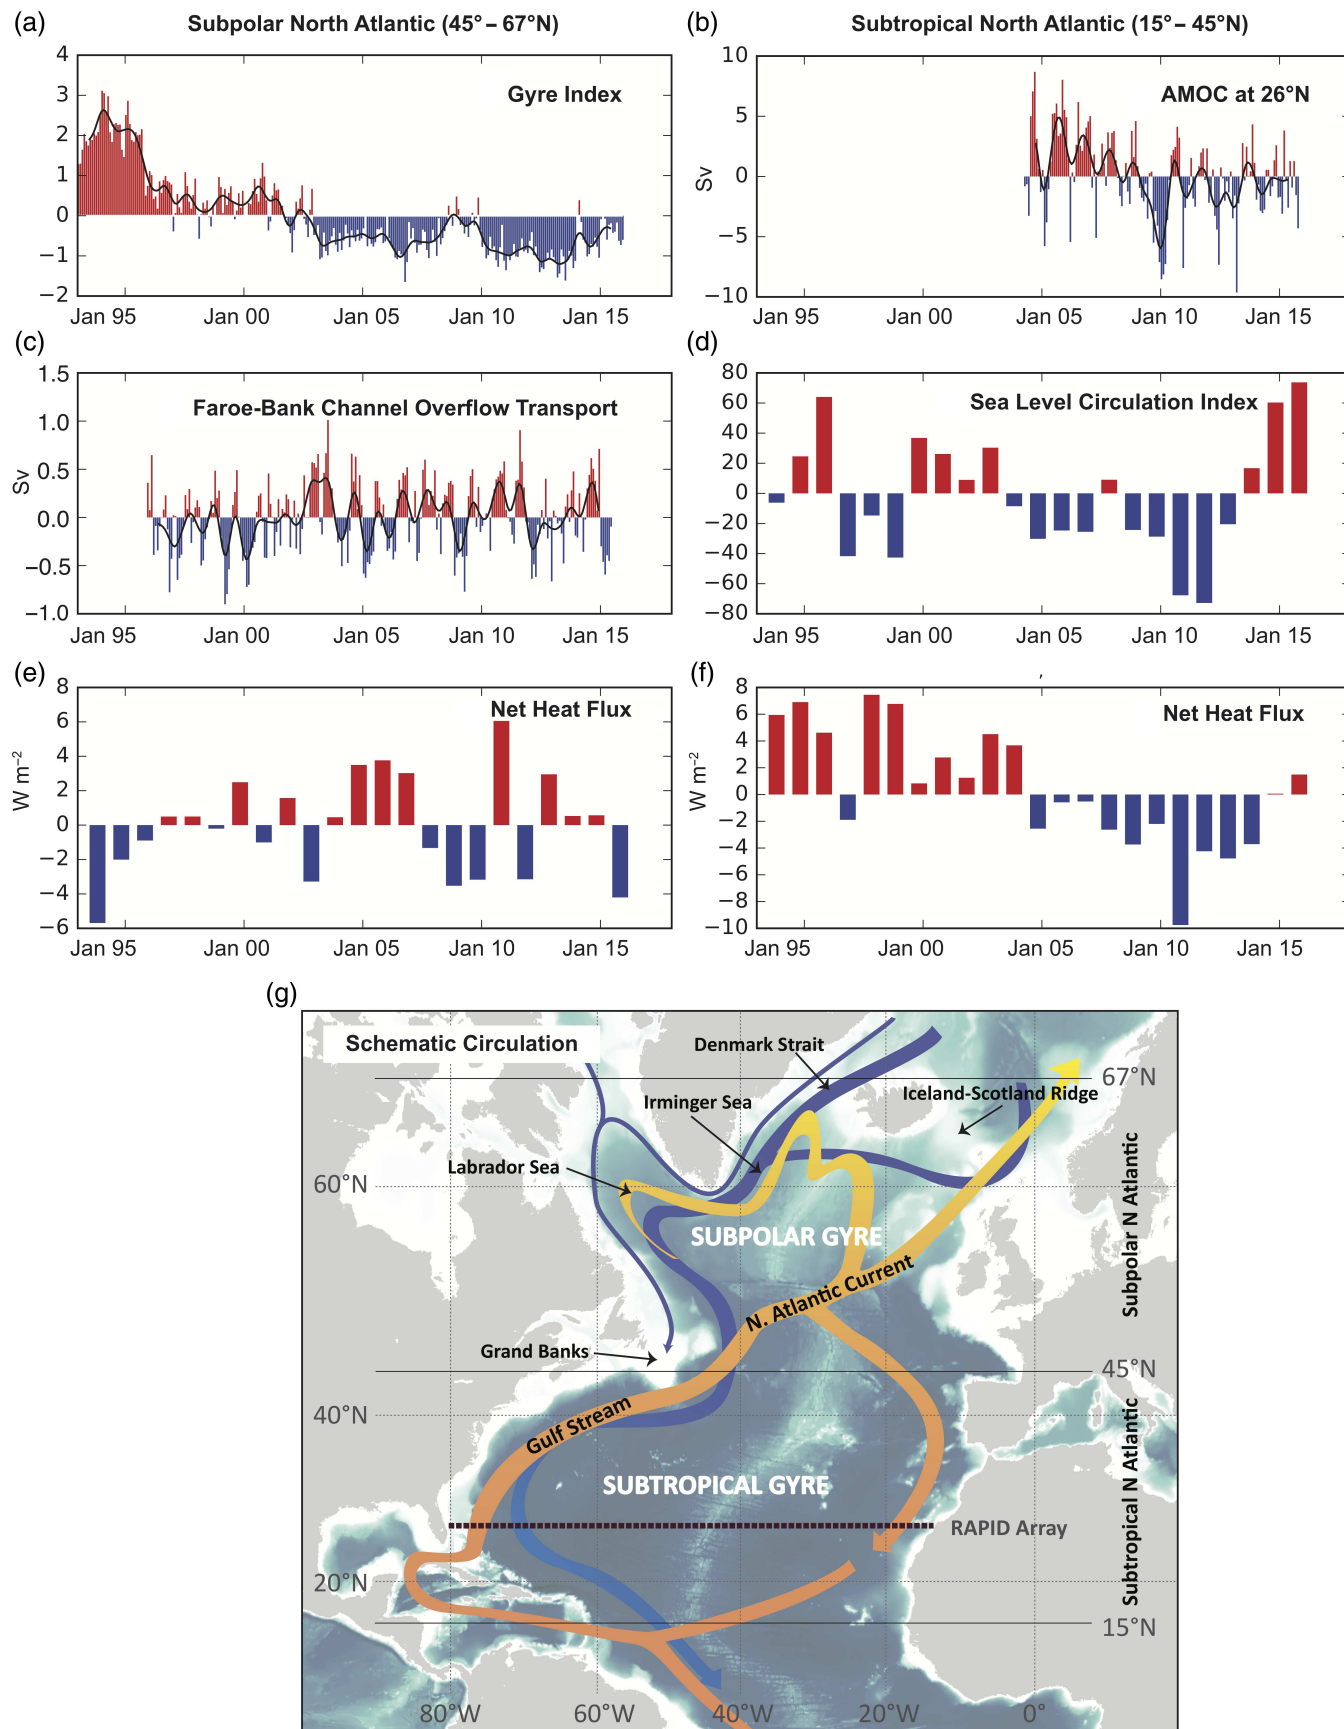 (a)
Subpolar North Atlantic (45° – 67°N)
Gyre Index
4
3
2
1
0
−1
−2
Jan 95
Jan 00
Jan 05
Jan 10
Jan 15
(b)
Subtropical North Atlantic (15° – 45°N)
AMOC at 26°N
Sv
10
5
0
−5
−10
Jan 95
Jan 00
Jan 05
Jan 10
Jan 15
(c)
Faroe-Bank Channel Overflow Transport
Sv
1.5
1.0
0.5
0.0
−0.5
−1.0
Jan 95
Jan 00
Jan 05
Jan 10
Jan 15
(d)
Sea Level Circulation Index
80
60
40
20
0
−20
−40
−60
−80
Jan 95
Jan 00
Jan 05
Jan 10
Jan 15
(e)
Net Heat Flux
W m⁻²
8
6
4
2
0
−2
−4
−6
Jan 95
Jan 00
Jan 05
Jan 10
Jan 15
(f)
Net Heat Flux
W m⁻²
8
6
4
2
0
−2
−4
−6
−8
−10
Jan 95
Jan 00
Jan 05
Jan 10
Jan 15
(g)
Schematic Circulation
Denmark Strait
67°N
Iceland-Scotland Ridge
Irminger Sea
Labrador Sea
60°N
SUBPOLAR GYRE
Subpolar N Atlantic
N. Atlantic Current
Grand Banks
45°N
40°N
Gulf Stream
SUBTROPICAL GYRE
Subtropical N Atlantic
RAPID Array
20°N
15°N
80°W
60°W
40°W
20°W
0°